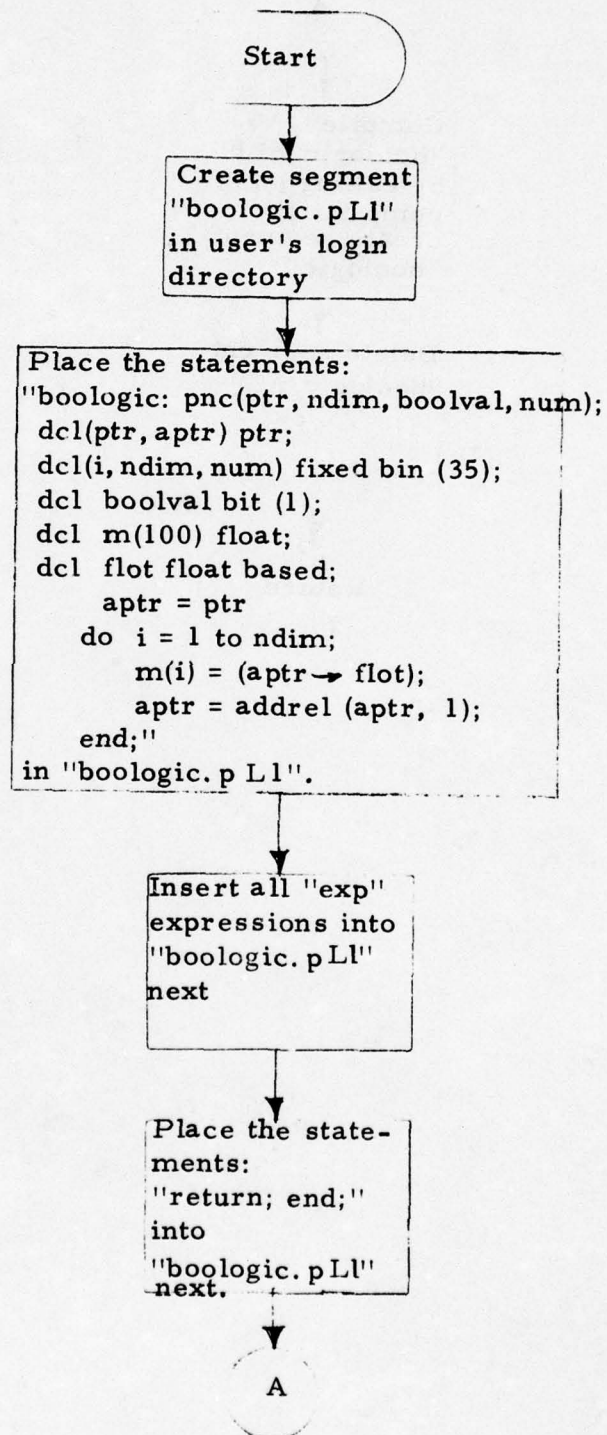 Start
Create segment
"boologic.pL1"
in user's login
directory
Place the statements:
"boologic: pnc(ptr, ndim, boolval, num);
dcl(ptr, aptr) ptr;
dcl(i, ndim, num) fixed bin (35);
dcl boolval bit (1);
dcl m(100) float;
dcl flot float based;
aptr = ptr
do i = 1 to ndim;
m(i) = (aptr→ flot);
aptr = addrel (aptr, 1);
end;"
in "boologic.p L1".
Insert all "exp"
expressions into
"boologic.pL1"
next
Place the state-
ments:
"return; end;"
into
"boologic.pL1"
next.
A